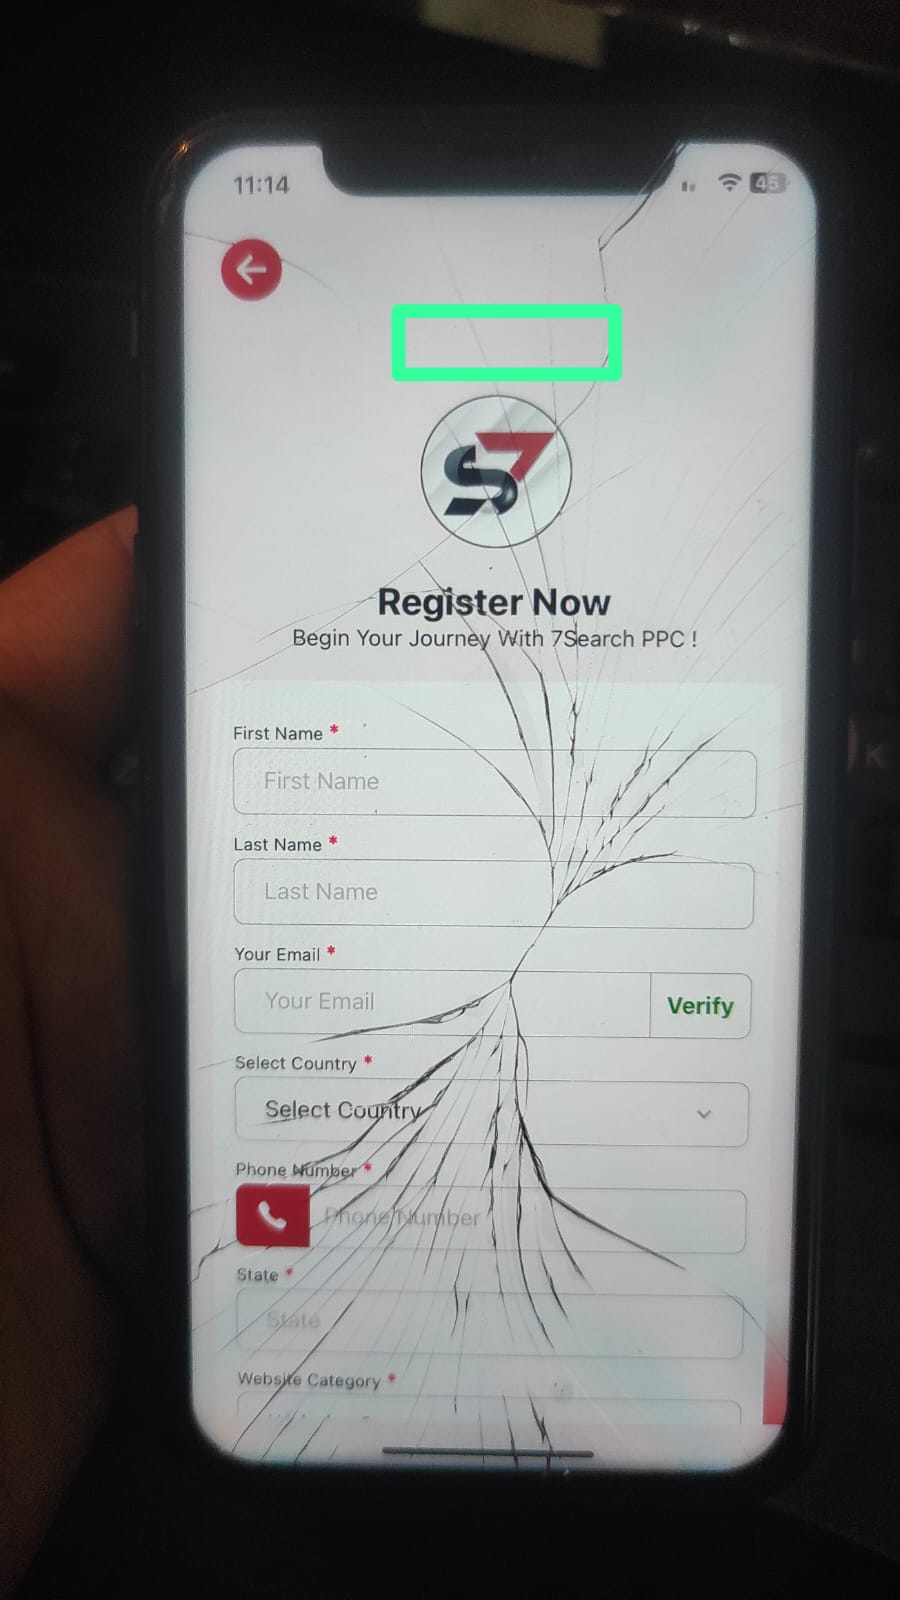 11:14
45
S7
Register Now
Begin Your Journey With 7Search PPC !
First Name *
First Name
Last Name *
Last Name
Your Email *
Your Email
Verify
Select Country *
Select Country
Phone Number *
Phone Number
State *
State
Website Category *
K